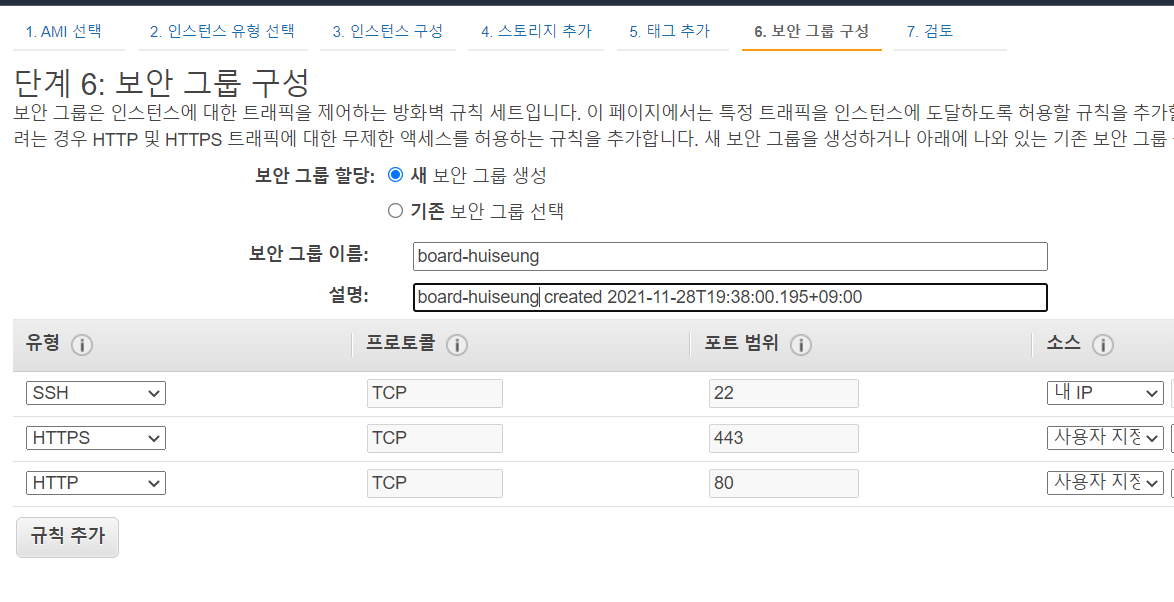 1. AMI 선택 2. 인스턴스 유형 선택 3. 인스턴스 구성 4. 스토리지 추가 5. 태그 추가 6. 보안 그룹 구성 7. 검토
단계 6: 보안 그룹 구성
보안 그룹은 인스턴스에 대한 트래픽을 제어하는 방화벽 규칙 세트입니다. 이 페이지에서는 특정 트래픽을 인스턴스에 도달하도록 허용할 규칙을 추가할
려는 경우 HTTP 및 HTTPS 트래픽에 대한 무제한 액세스를 허용하는 규칙을 추가합니다. 새 보안 그룹을 생성하거나 아래에 나와 있는 기존 보안 그룹
보안 그룹 할당: 새 보안 그룹 생성
기존 보안 그룹 선택
보안 그룹 이름: board-huiseung
설명: board-huiseung created 2021-11-28T19:38:00.195+09:00
유형 프로토콜 포트 범위 소스
SSH TCP 22 내 IP
HTTPS TCP 443 사용자 지정
HTTP TCP 80 사용자 지정
규칙 추가